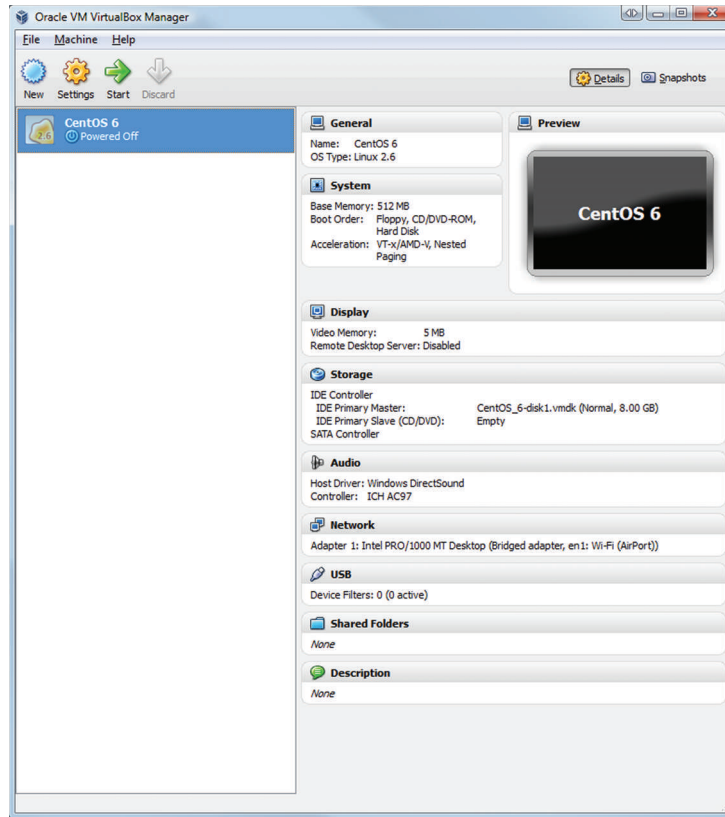 Oracle VM VirtualBox Manager
File Machine Help
New Settings Start Discard
Details Snapshots
2.6
CentOS 6
Powered Off
General
Name: CentOS 6
OS Type: Linux 2.6
Preview
CentOS 6
System
Base Memory: 512 MB
Boot Order: Floppy, CD/DVD-ROM,
Hard Disk
Acceleration: VT-x/AMD-V, Nested
Paging
Display
Video Memory: 5 MB
Remote Desktop Server: Disabled
Storage
IDE Controller
IDE Primary Master: CentOS_6-disk1.vmdk (Normal, 8.00 GB)
IDE Primary Slave (CD/DVD): Empty
SATA Controller
Audio
Host Driver: Windows DirectSound
Controller: ICH AC97
Network
Adapter 1: Intel PRO/1000 MT Desktop (Bridged adapter, en1: Wi-Fi (AirPort))
USB
Device Filters: 0 (0 active)
Shared Folders
None
Description
None